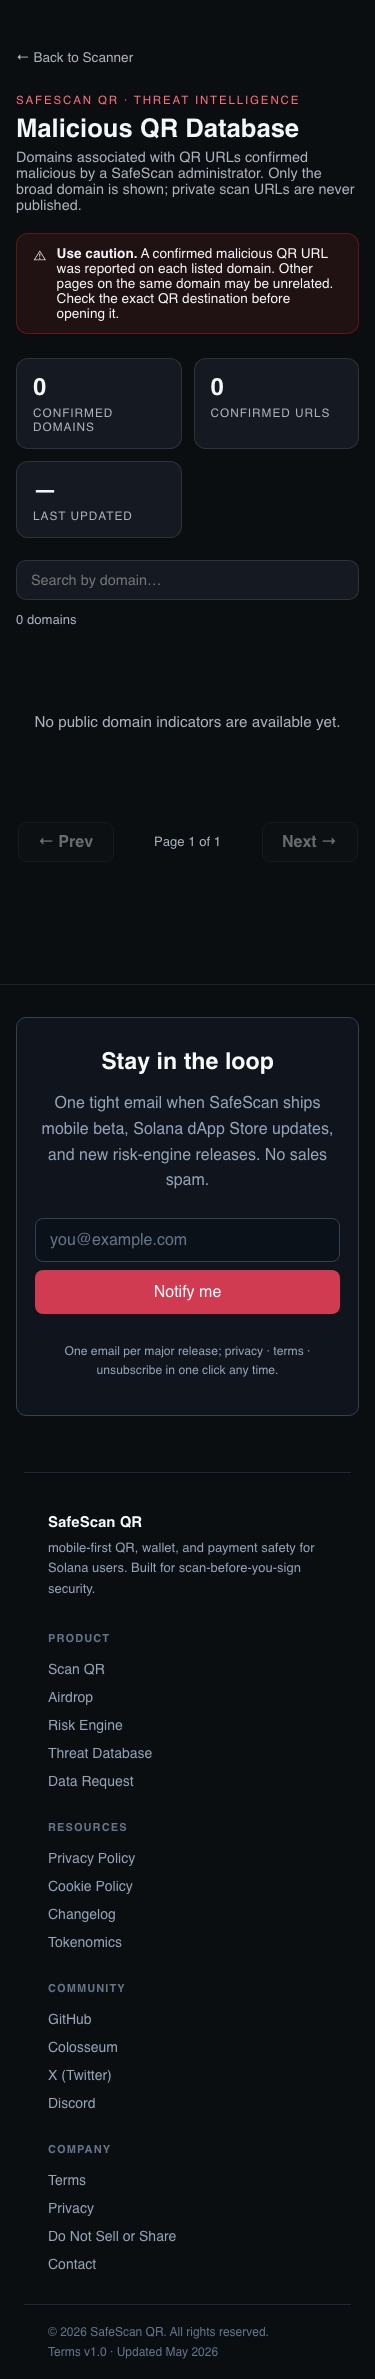 ← Back to Scanner
SAFESCAN QR · THREAT INTELLIGENCE
Malicious QR Database
Domains associated with QR URLs confirmed
malicious by a SafeScan administrator. Only the
broad domain is shown; private scan URLs are never
published.
⚠ Use caution. A confirmed malicious QR URL
was reported on each listed domain. Other
pages on the same domain may be unrelated.
Check the exact QR destination before
opening it.
0
CONFIRMED
DOMAINS
0
CONFIRMED URLS
—
LAST UPDATED
Search by domain...
0 domains
No public domain indicators are available yet.
← Prev
Page 1 of 1
Next →
Stay in the loop
One tight email when SafeScan ships
mobile beta, Solana dApp Store updates,
and new risk-engine releases. No sales
spam.
you@example.com
Notify me
One email per major release; privacy · terms ·
unsubscribe in one click any time.
SafeScan QR
mobile-first QR, wallet, and payment safety for
Solana users. Built for scan-before-you-sign
security.
PRODUCT
Scan QR
Airdrop
Risk Engine
Threat Database
Data Request
RESOURCES
Privacy Policy
Cookie Policy
Changelog
Tokenomics
COMMUNITY
GitHub
Colosseum
X (Twitter)
Discord
COMPANY
Terms
Privacy
Do Not Sell or Share
Contact
© 2026 SafeScan QR. All rights reserved.
Terms v1.0 · Updated May 2026